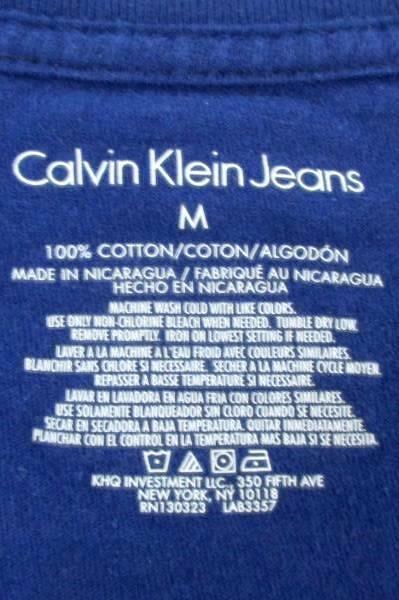 Calvin Klein Jeans
M
100% COTTON/COTON/ALGODÓN
MADE IN NICARAGUA / FABRIQUÉ AU NICARAGUA
HECHO EN NICARAGUA
MACHINE WASH COLD WITH LIKE COLORS.
USE ONLY NON-CHLORINE BLEACH WHEN NEEDED. TUMBLE DRY LOW.
REMOVE PROMPTLY. IRON ON LOWEST SETTING IF NEEDED.
LAVER A LA MACHINE A L'EAU FROID AVEC COULEURS SIMILAIRES.
BLANCHIR SANS CHLORE SI NECESSAIRE. SECHER A LA MACHINE CYCLE MOYEN.
REPASSER A BASSE TEMPERATURE SI NECESSAIRE.
LAVAR EN LAVADORA EN AGUA FRIA CON COLORES SIMILARES.
USE SOLAMENTE BLANQUEADOR SIN CLORO CUANDO SE NECESITE.
SECAR EN SECADORA A BAJA TEMPERATURA. QUITAR INMEDIATAMENTE.
PLANCHAR CON EL CONTROL EN LA TEMPERATURA MAS BAJA SI SE NECESITA.
KHQ INVESTMENT LLC., 350 FIFTH AVE
NEW YORK, NY 10118
RN130323 LAB3357